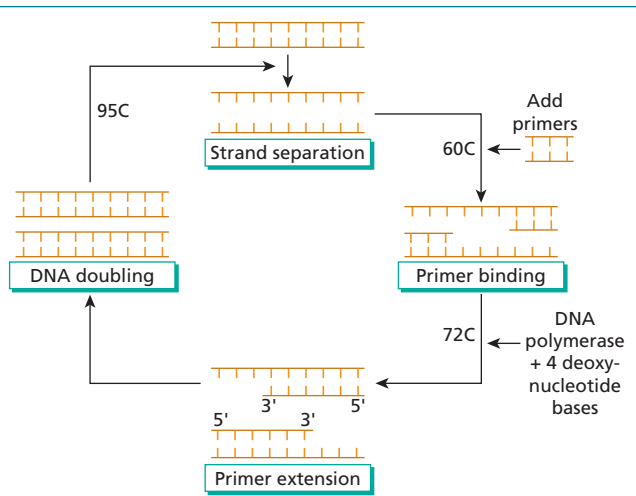 95C
Strand separation
Add
primers
60C
DNA doubling
Primer binding
72C
DNA
polymerase
+ 4 deoxy-
nucleotide
bases
3' 5'
5' 3'
Primer extension